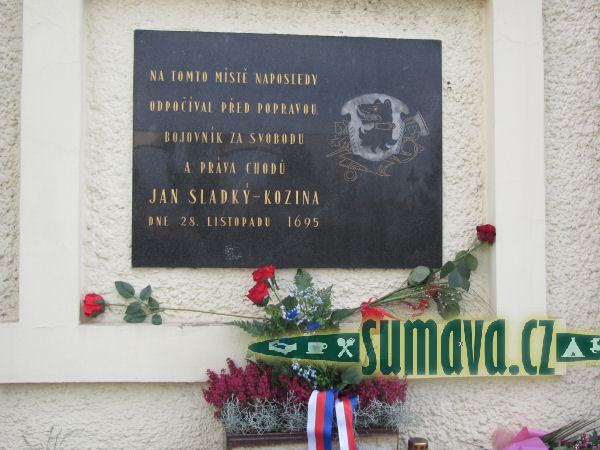 NA TOMTO MÍSTĚ NAPOSLEDY
ODPOČÍVAL PŘED POPRAVOU
BOJOVNÍK ZA SVOBODU
A PRÁVA CHODŮ
JAN SLADKÝ-KOZINA
DNE 28. LISTOPADU 1695
sumava.cz